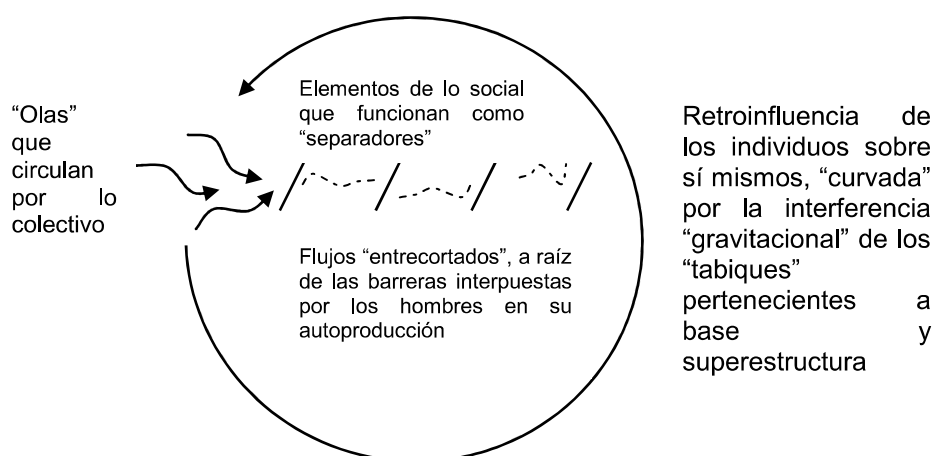 “Olas”
que
circulan
por lo
colectivo
Elementos de lo social
que funcionan como
“separadores”
Flujos “entrecortados”, a raíz
de las barreras interpuestas
por los hombres en su
autoproducción
Retroinfluencia de
los individuos sobre
sí mismos, “curvada”
por la interferencia
“gravitacional” de los
“tabiques”
pertenecientes a
base y
superestructura